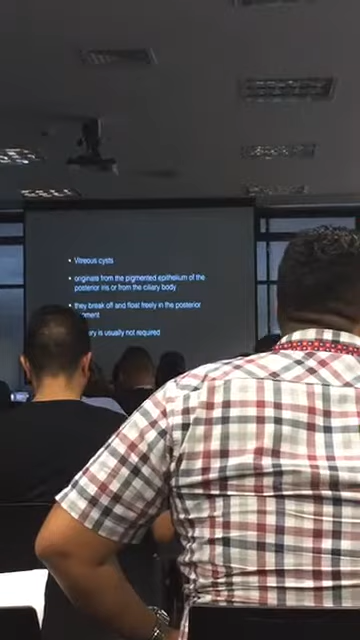 • Vitreous cysts
• originate from the pigmented epithelium of the
posterior iris or from the ciliary body
• they break off and float freely in the posterior
is usually not required